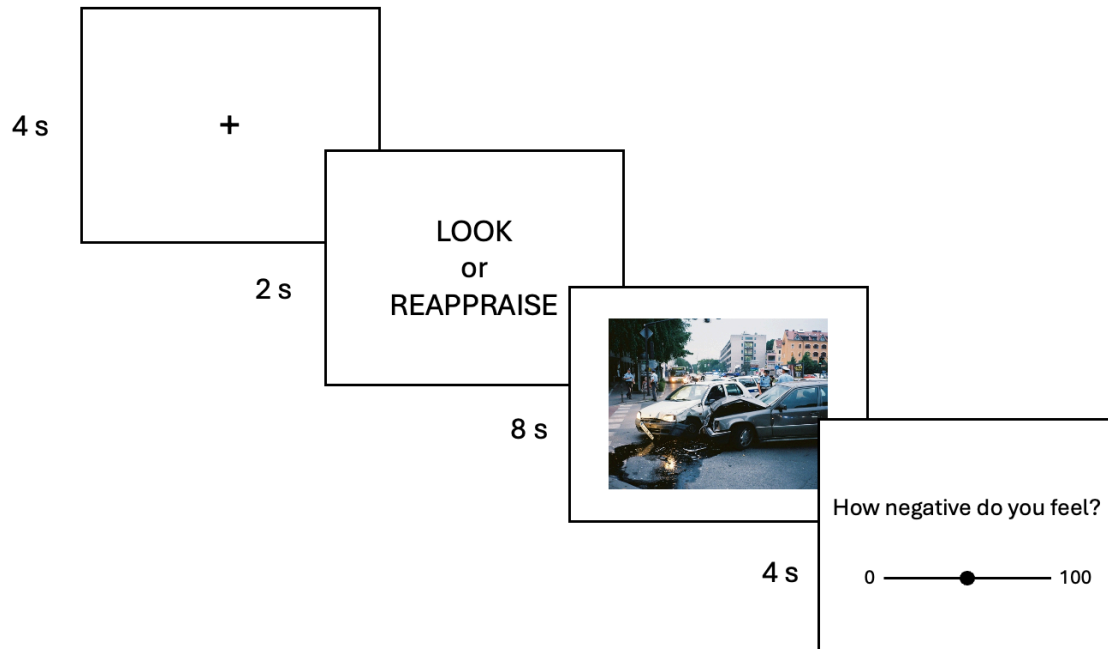 4 s
+
2 s
LOOK
or
REAPPRAISE
8 s
4 s
How negative do you feel?
0 100